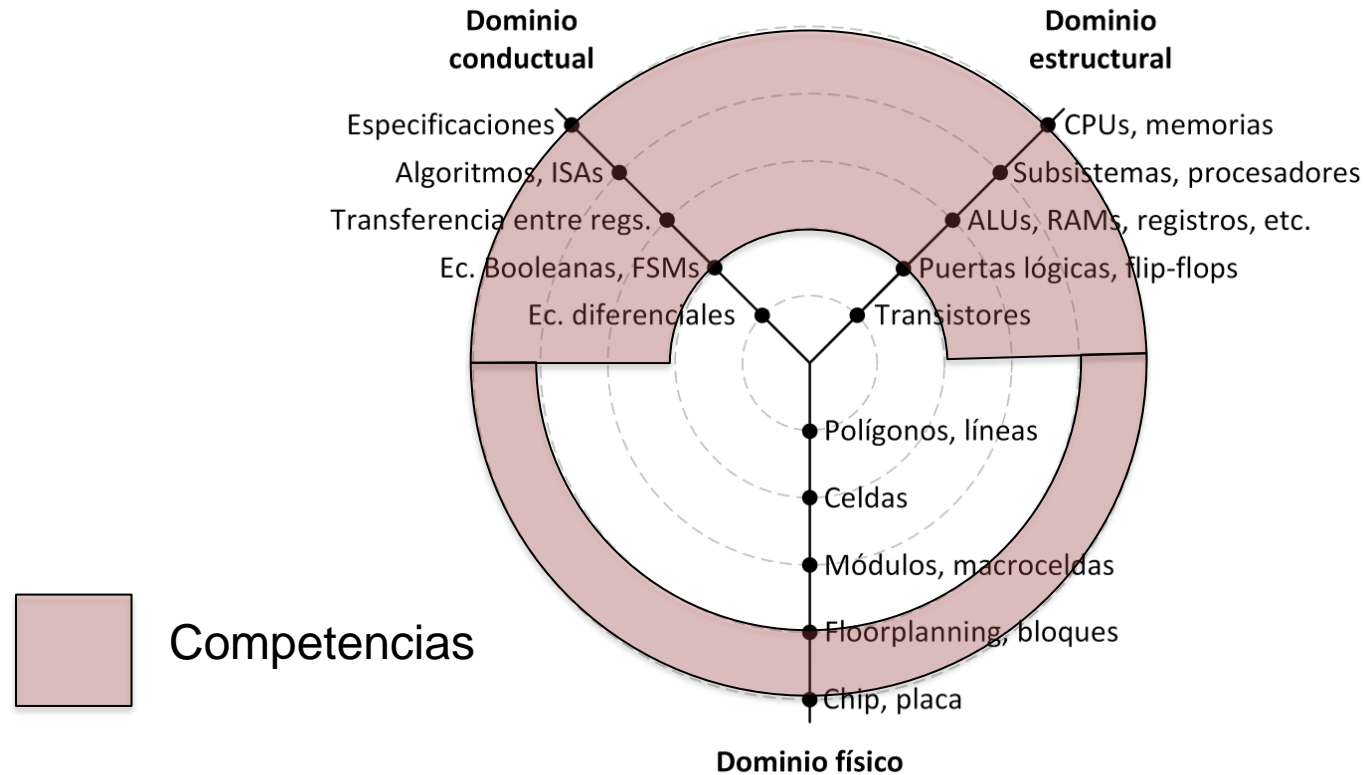 Dominio
conductual
Dominio
estructural
Especificaciones
CPUs, memorias
Algoritmos, ISAs
Subsistemas, procesadores
Transferencia entre regs.
ALUs, RAMs, registros, etc.
Ec. Booleanas, FSMs
Puertas lógicas, flip-flops
Ec. diferenciales
Transistores
Polígonos, líneas
Celdas
Módulos, macroceldas
Floorplanning, bloques
Competencias
Chip, placa
Dominio físico